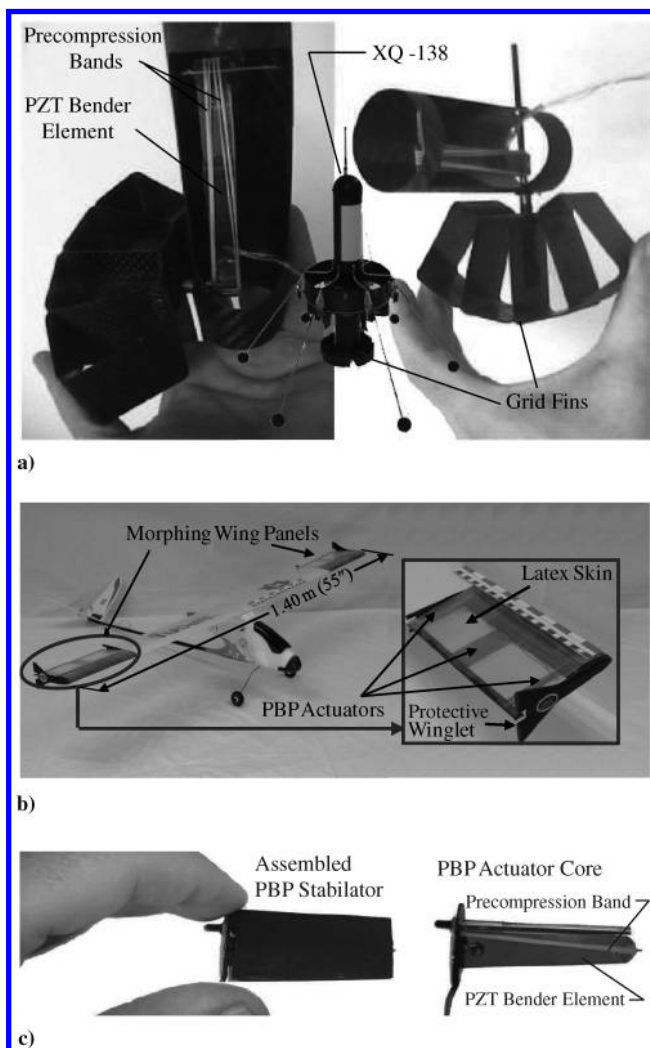 Precompression
Bands
PZT Bender
Element
XQ -138
Grid Fins
a)
Morphing Wing Panels
1.40 m (55")
Latex Skin
PBP Actuators
Protective
Winglet
b)
Assembled
PBP Stabilator
PBP Actuator Core
Precompression Band
PZT Bender Element
c)